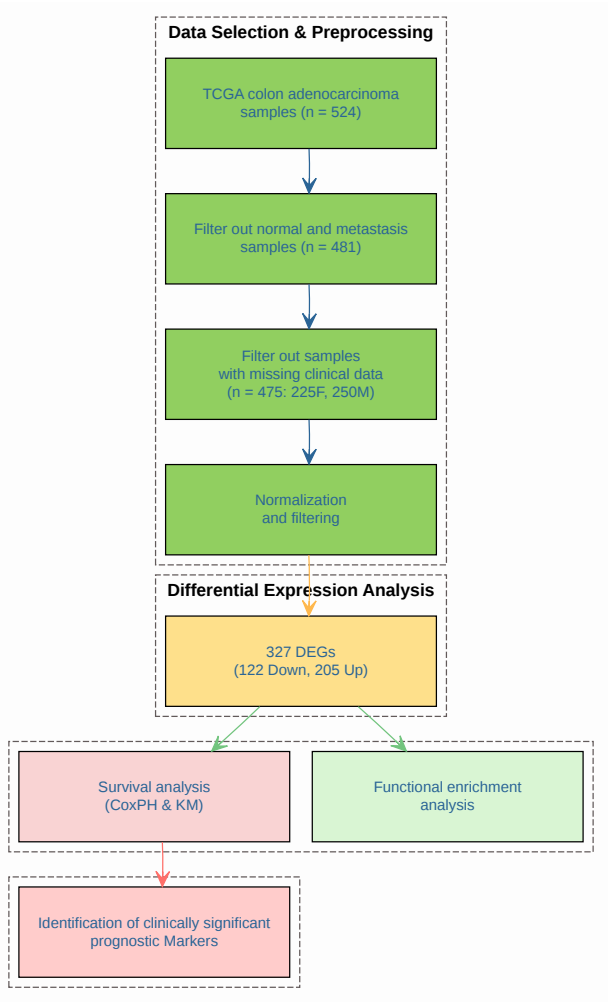 Data Selection & Preprocessing
TCGA colon adenocarcinoma
samples (n = 524)
Filter out normal and metastasis
samples (n = 481)
Filter out samples
with missing clinical data
(n = 475: 225F, 250M)
Normalization
and filtering
Differential Expression Analysis
327 DEGs
(122 Down, 205 Up)
Survival analysis
(CoxPH & KM)
Functional enrichment
analysis
Identification of clinically significant
prognostic Markers